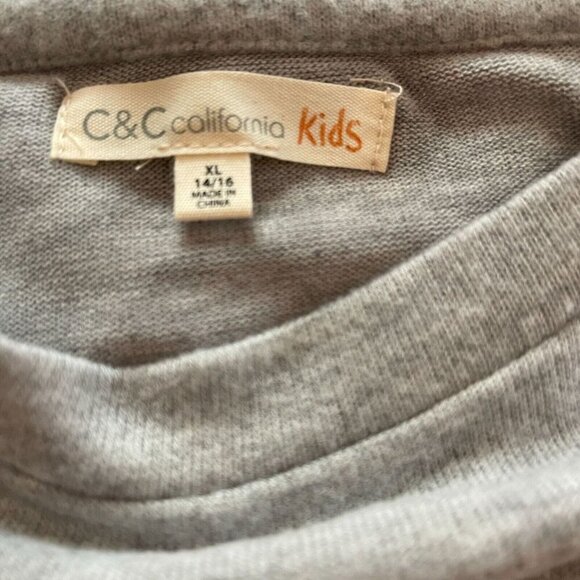 C&C california Kids
XL
14/16
MADE IN
CHINA